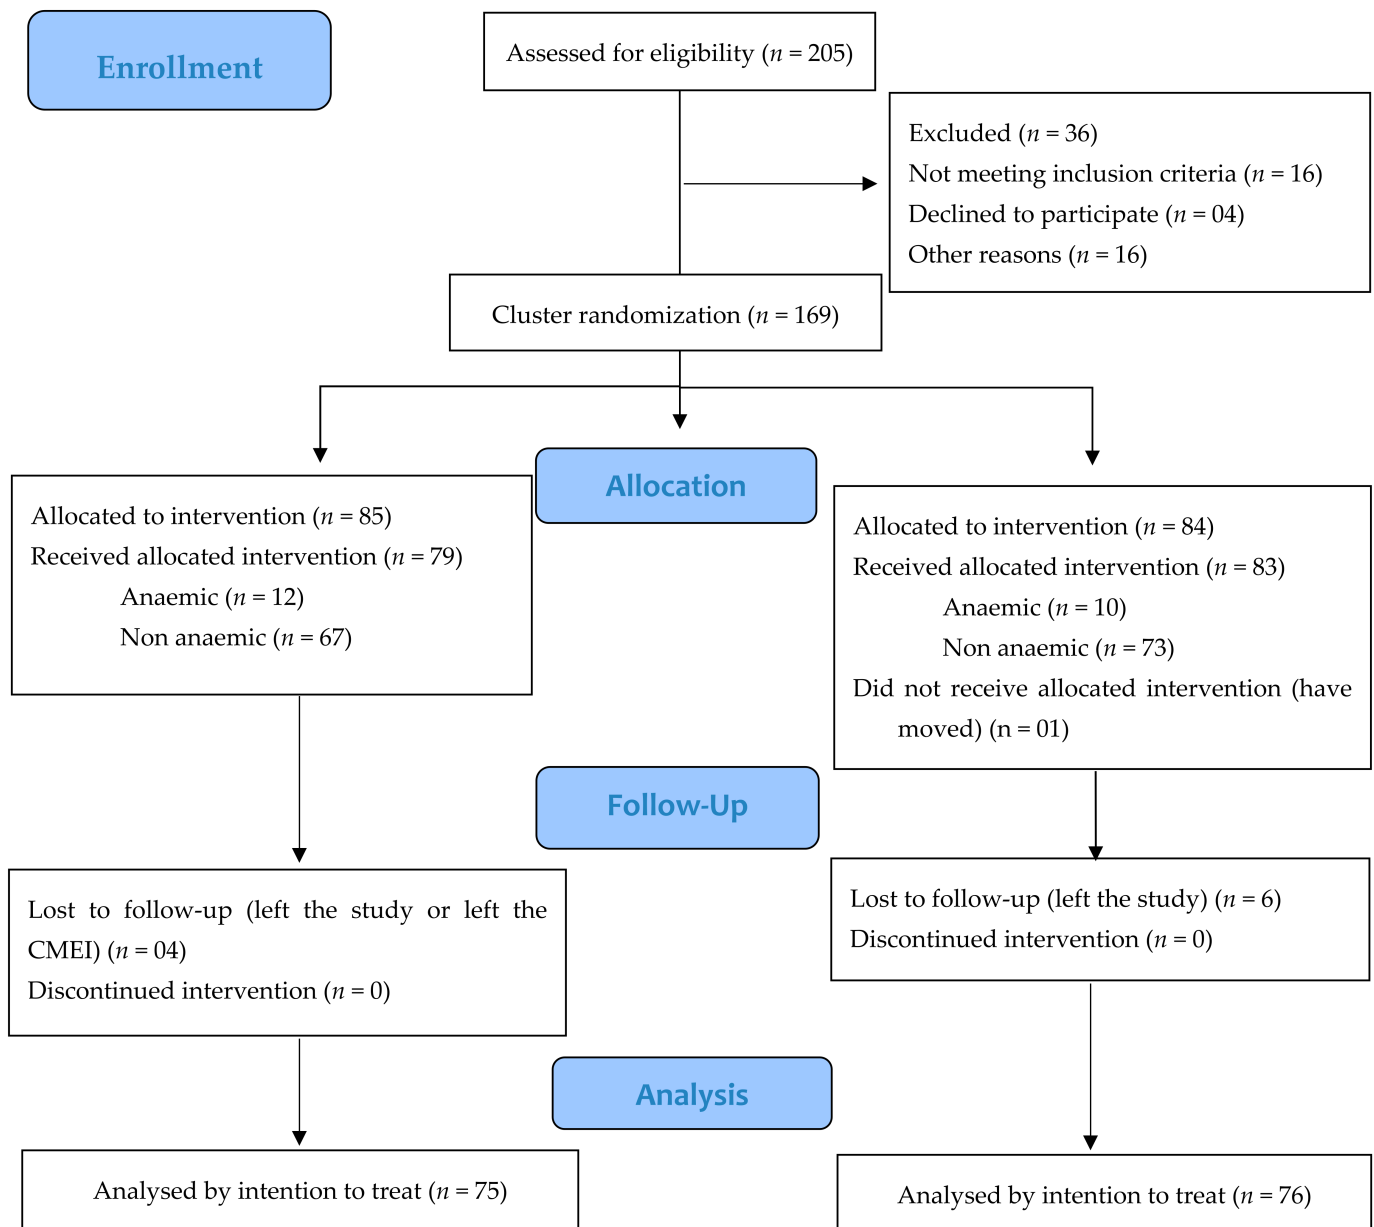 Enrollment
Assessed for eligibility (n = 205)
Excluded (n = 36)
Not meeting inclusion criteria (n = 16)
Declined to participate (n = 04)
Other reasons (n = 16)
Cluster randomization (n = 169)
Allocation
Allocated to intervention (n = 85)
Received allocated intervention (n = 79)
Anaemic (n = 12)
Non anaemic (n = 67)
Allocated to intervention (n = 84)
Received allocated intervention (n = 83)
Anaemic (n = 10)
Non anaemic (n = 73)
Did not receive allocated intervention (have
moved) (n = 01)
Follow-Up
Lost to follow-up (left the study or left the
CMEI) (n = 04)
Discontinued intervention (n = 0)
Lost to follow-up (left the study) (n = 6)
Discontinued intervention (n = 0)
Analysis
Analysed by intention to treat (n = 75)
Analysed by intention to treat (n = 76)